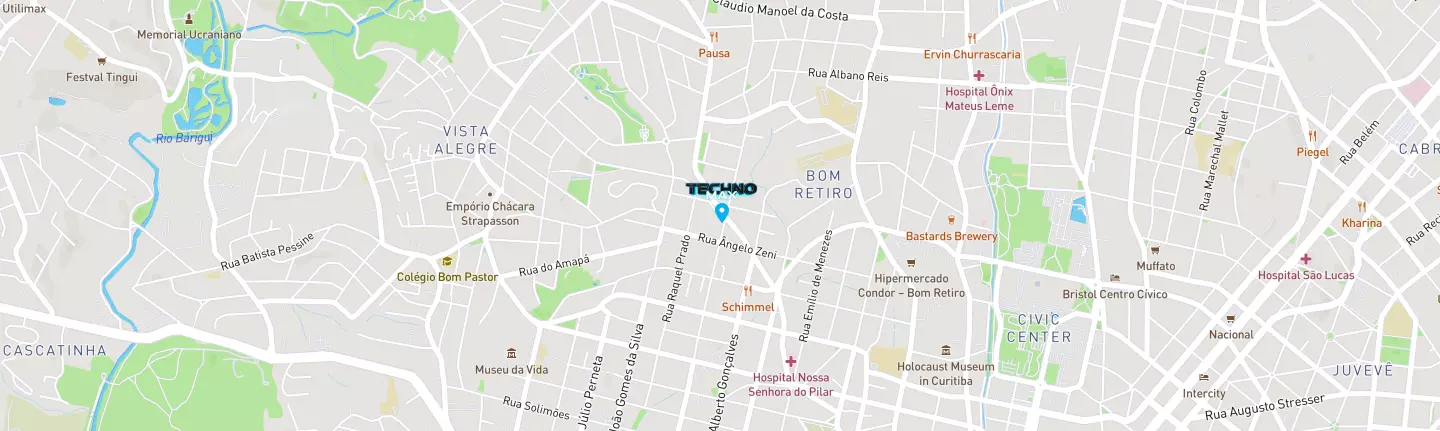 Utilimax
Memorial Ucraniano
Festval Tingui
Rio Barigui
VISTA
ALEGRE
Empório Chácara
Strapasson
Rua Batista Pessine
Colégio Bom Pastor
Rua do Amapá
CASCATINHA
Museu da Vida
Rua Solimões
Júlio Perneta
João Gomes da Silva
Rua Raquel Prado
Claudio Manoel da Costa
Pausa
TECHNO
Rua Ângelo Zeni
Schimmel
Alberto Gonçalves
Rua Emílio de Menezes
Hospital Nossa
Senhora do Pilar
Rua Albano Reis
BOM
RETIRO
Ervin Churrascaria
Hospital Ônix
Mateus Leme
Bastards Brewery
Hipermercado
Condor – Bom Retiro
Holocaust Museum
in Curitiba
CIVIC
CENTER
Bristol Centro Cívico
Muffato
Rua Colombo
Rua Marechal Mallet
Piegel
Rua Belém
CABR
Kharina
Rua Reci
Hospital São Lucas
Nacional
Intercity
JUVEVÊ
Rua Augusto Stresser